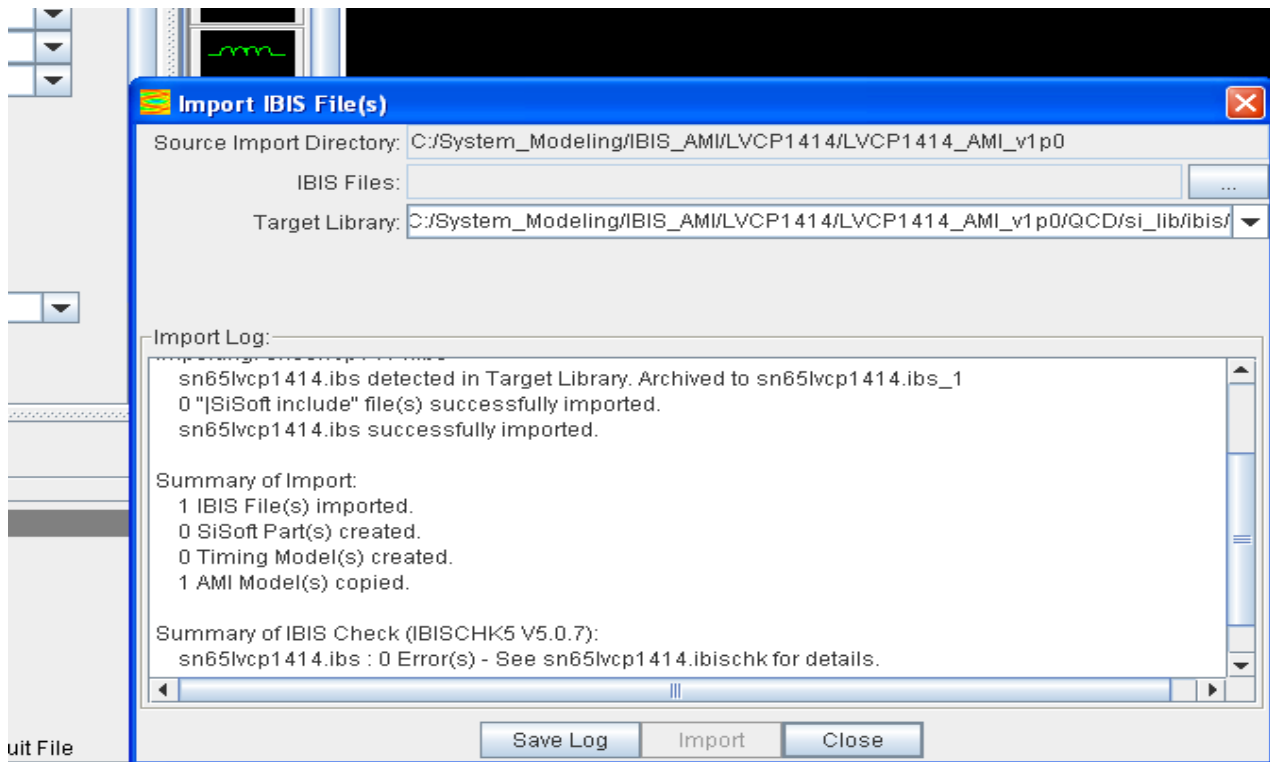 Import IBIS File(s)
Source Import Directory: C:/System_Modeling/IBIS_AMI/LVCP1414/LVCP1414_AMI_v1p0
IBIS Files:
...
Target Library: C:/System_Modeling/IBIS_AMI/LVCP1414/LVCP1414_AMI_v1p0/QCD/si_lib/ibis/
Import Log:
sn65lvcp1414.ibs detected in Target Library. Archived to sn65lvcp1414.ibs_1
0 "|SiSoft include" file(s) successfully imported.
sn65lvcp1414.ibs successfully imported.
Summary of Import:
1 IBIS File(s) imported.
0 SiSoft Part(s) created.
0 Timing Model(s) created.
1 AMI Model(s) copied.
Summary of IBIS Check (IBISCHK5 V5.0.7):
sn65lvcp1414.ibs : 0 Error(s) - See sn65lvcp1414.ibischk for details.
Save Log Import Close
uit File